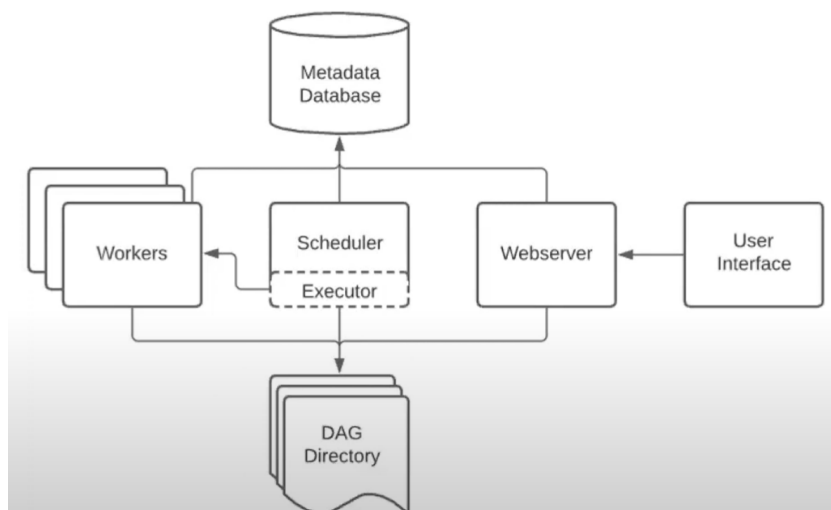 Metadata
Database
Workers
Scheduler
Executor
Webserver
User
Interface
DAG
Directory